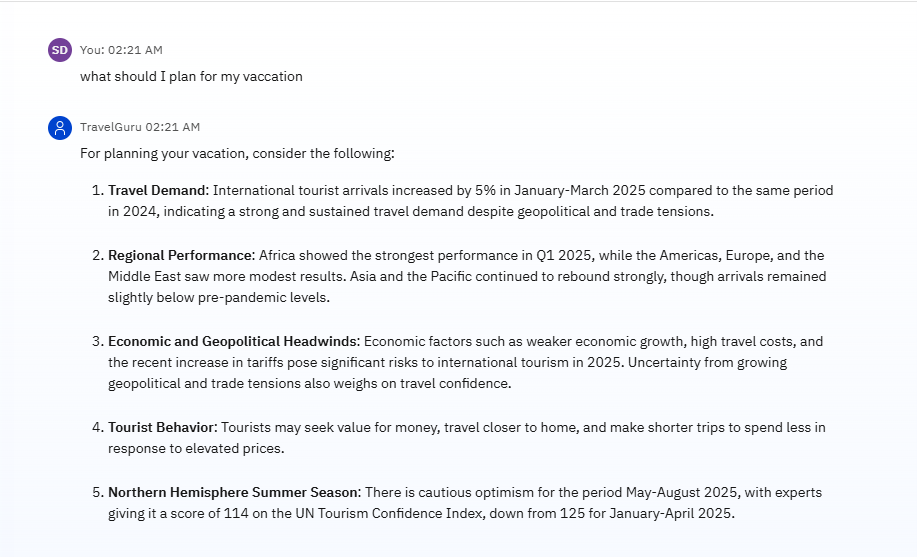 SD You: 02:21 AM
what should I plan for my vaccation
TravelGuru 02:21 AM
For planning your vacation, consider the following:
1. Travel Demand: International tourist arrivals increased by 5% in January-March 2025 compared to the same period
in 2024, indicating a strong and sustained travel demand despite geopolitical and trade tensions.
2. Regional Performance: Africa showed the strongest performance in Q1 2025, while the Americas, Europe, and the
Middle East saw more modest results. Asia and the Pacific continued to rebound strongly, though arrivals remained
slightly below pre-pandemic levels.
3. Economic and Geopolitical Headwinds: Economic factors such as weaker economic growth, high travel costs, and
the recent increase in tariffs pose significant risks to international tourism in 2025. Uncertainty from growing
geopolitical and trade tensions also weighs on travel confidence.
4. Tourist Behavior: Tourists may seek value for money, travel closer to home, and make shorter trips to spend less in
response to elevated prices.
5. Northern Hemisphere Summer Season: There is cautious optimism for the period May-August 2025, with experts
giving it a score of 114 on the UN Tourism Confidence Index, down from 125 for January-April 2025.